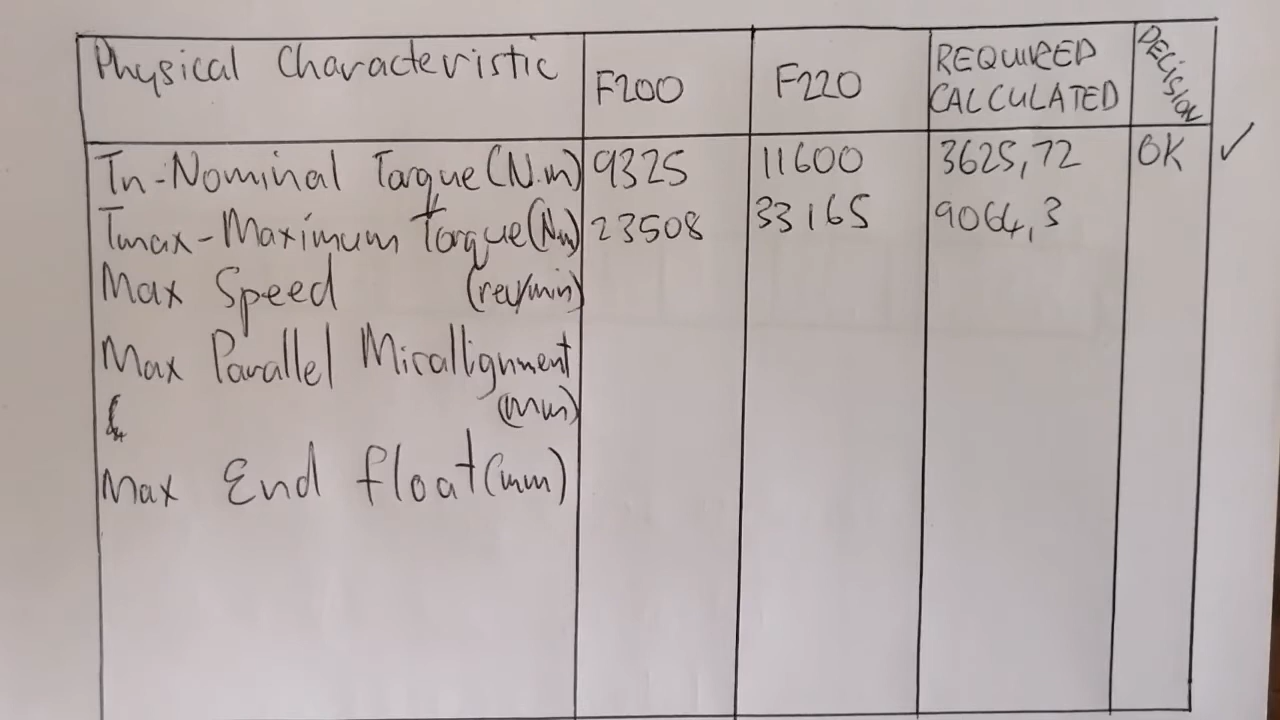 Physical Characteristic F200 F220 REQUIRED CALCULATED DECISION
Tn-Nominal Torque (N.m) 9325 11600 3625,72 OK ✓
Tmax-Maximum Torque (Nm) 23508 33165 9064,3
Max Speed (rev/min)
Max Parallel Misallignment
(mm)
Max End float (mm)